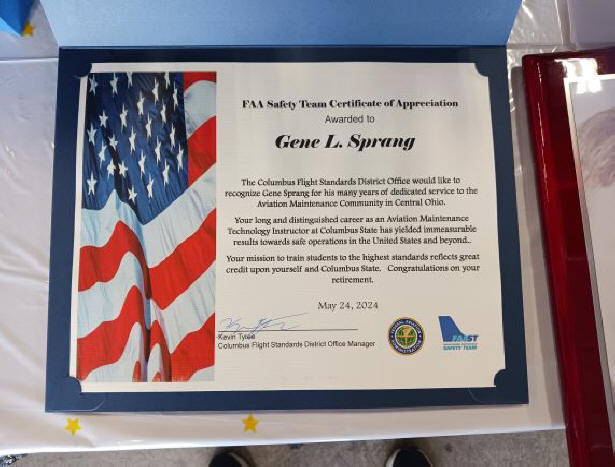 FAA Safety Team Certificate of Appreciation
Awarded to
Gene L. Sprang
The Columbus Flight Standards District Office would like to
recognize Gene Sprang for his many years of dedicated service to the
Aviation Maintenance Community in Central Ohio.
Your long and distinguished career as an Aviation Maintenance
Technology Instructor at Columbus State has yielded immeasurable
results towards safe operations in the United States and beyond..
Your mission to train students to the highest standards reflects great
credit upon yourself and Columbus State. Congratulations on your
retirement.
May 24, 2024
Kevin Tyree
Columbus Flight Standards District Office Manager
FAAST
SAFETY TEAM